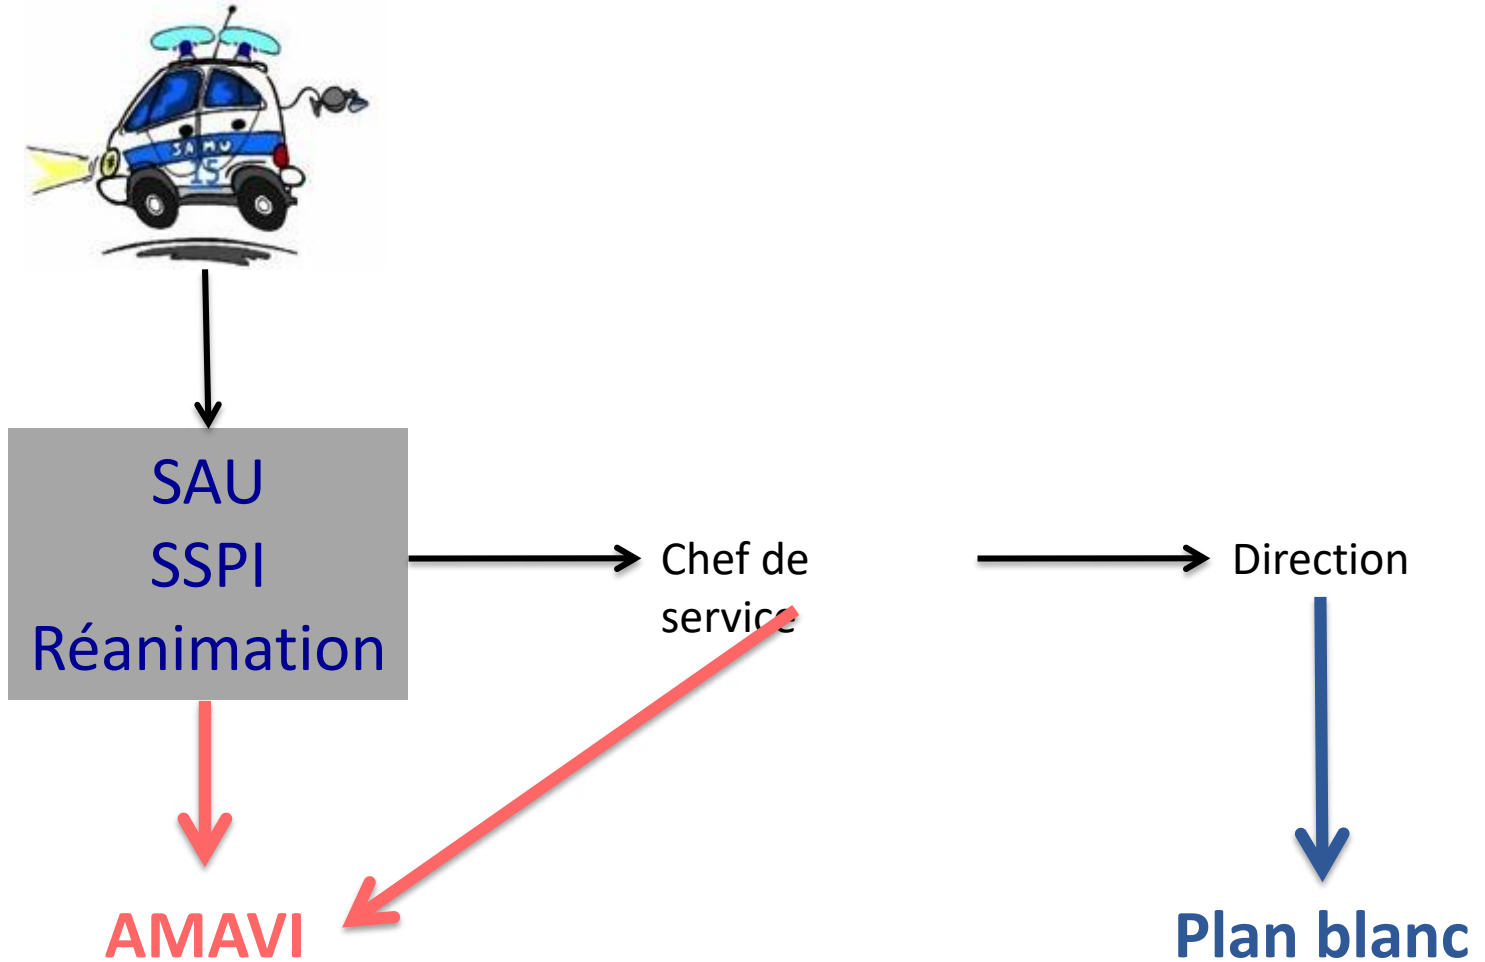 SAMU
15
SAU
SSPI
Réanimation
Chef de
service
Direction
AMAVI
Plan blanc